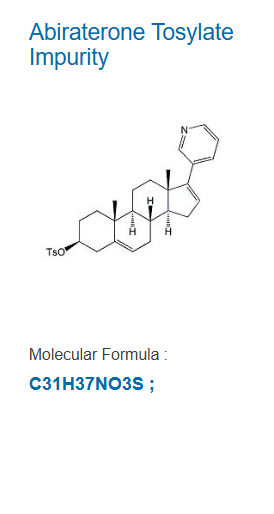 Abiraterone Tosylate
Impurity
N
H
H
H
TsO
Molecular Formula :
C31H37NO3S ;